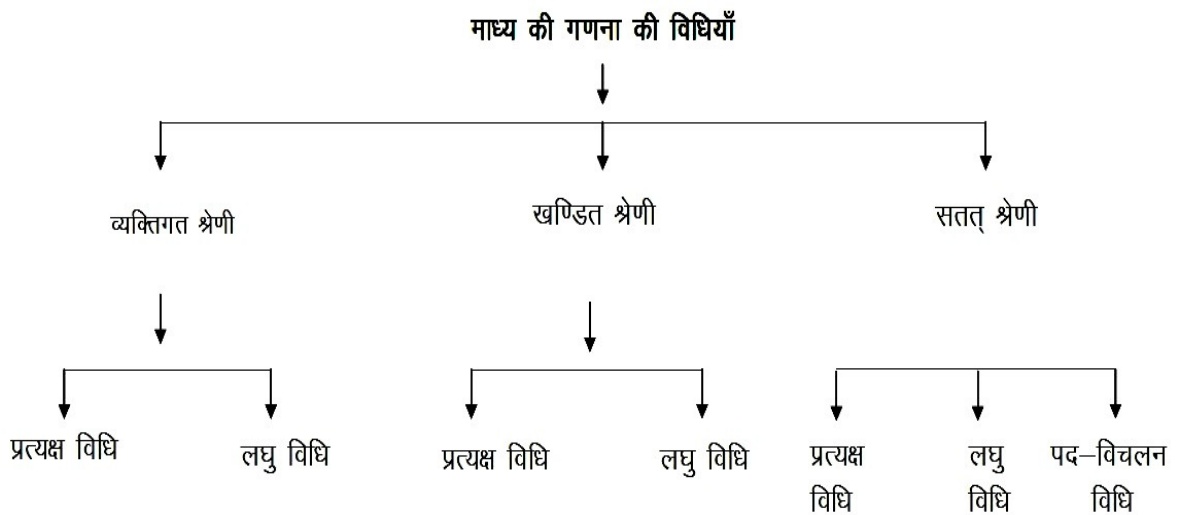 माध्य की गणना की विधियाँ
व्यक्तिगत श्रेणी
खण्डित श्रेणी
सतत् श्रेणी
प्रत्यक्ष विधि
लघु विधि
प्रत्यक्ष विधि
लघु विधि
प्रत्यक्ष
विधि
लघु
विधि
पद–विचलन
विधि